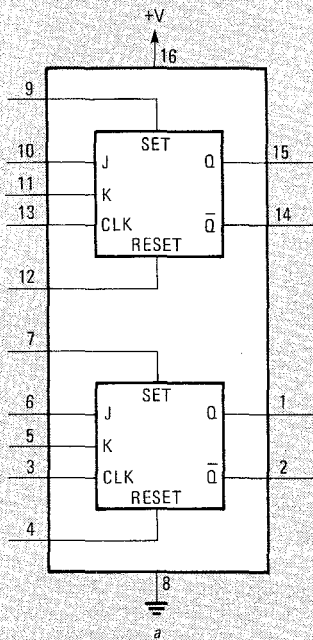 +V
16
9
SET
10 J Q 15
11 K
13 CLK Q̅ 14
RESET
12
7
SET
6 J Q 1
5 K
3 CLK Q̅ 2
RESET
4
8
a